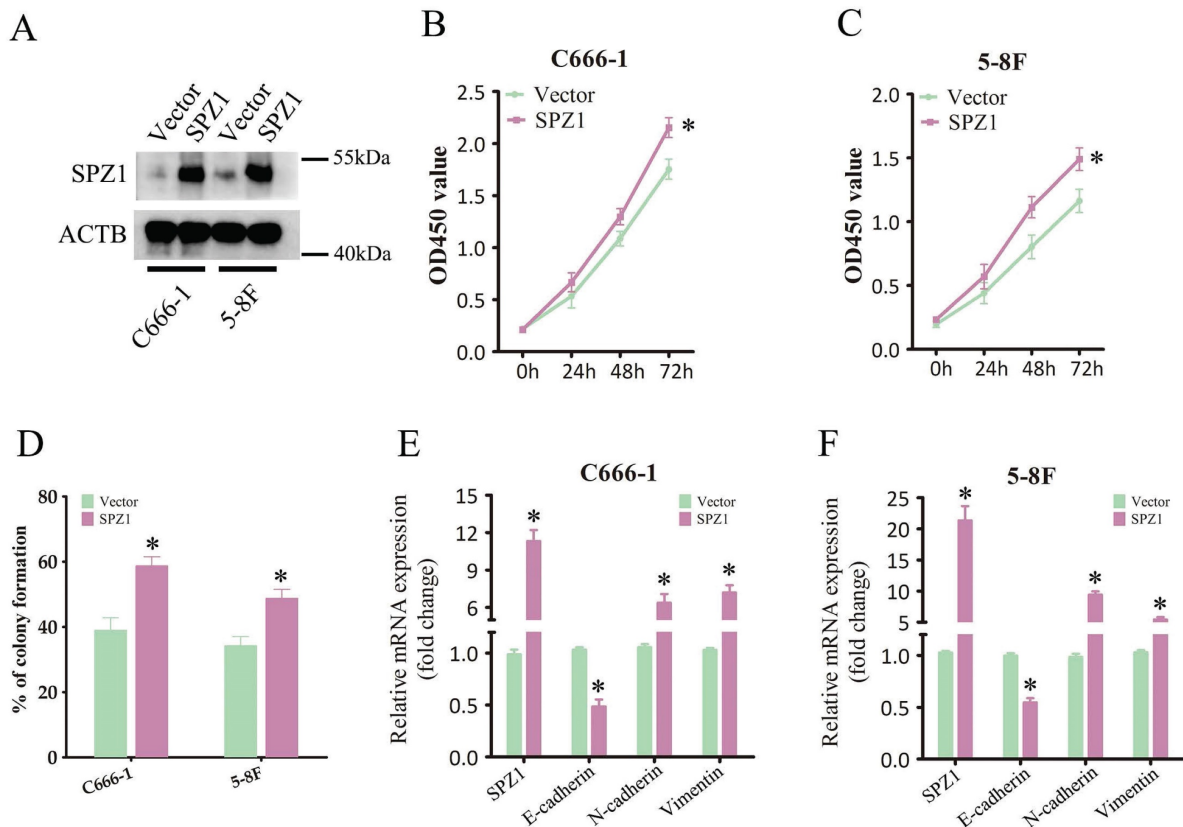 A
Vector
SPZ1
Vector
SPZ1
SPZ1
55kDa
ACTB
40kDa
C666-1
5-8F
B
C666-1
Vector
SPZ1
OD450 value
2.5
2.0
1.5
1.0
0.5
0.0
*
0h 24h 48h 72h
C
5-8F
Vector
SPZ1
OD450 value
2.0
1.5
1.0
0.5
0.0
*
0h 24h 48h 72h
D
Vector
SPZ1
% of colony formation
80
60
40
20
0
* *
C666-1 5-8F
E
C666-1
Vector
SPZ1
Relative mRNA expression
(fold change)
15
12
9
6
1.0
0.5
0.0
* * * *
SPZ1 E-cadherin N-cadherin Vimentin
F
5-8F
Vector
SPZ1
Relative mRNA expression
(fold change)
25
20
15
10
5
1.0
0.5
0.0
* * * *
SPZ1 E-cadherin N-cadherin Vimentin